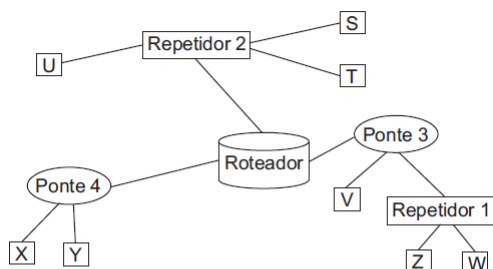 S
Repetidor 2
U
T
Ponte 3
Roteador
Ponte 4
V
Repetidor 1
X
Y
Z
W